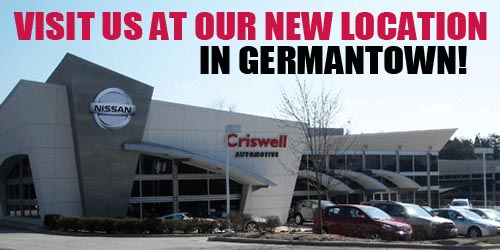 VISIT US AT OUR NEW LOCATION
IN GERMANTOWN!
NISSAN
Criswell
AUTOMOTIVE